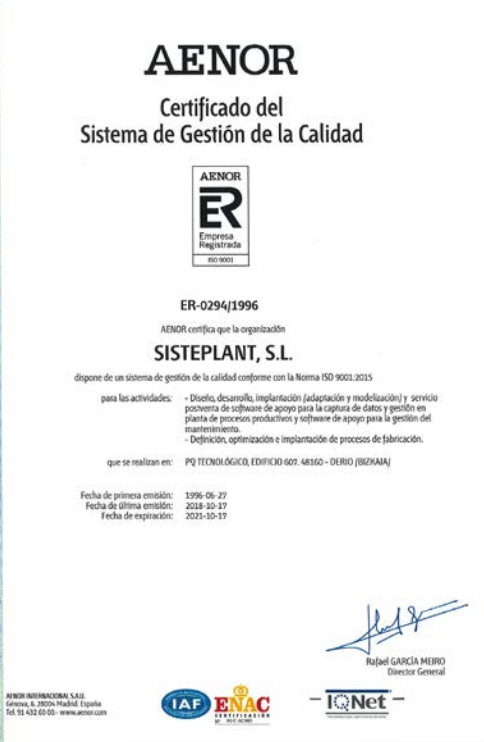 AENOR
Certificado del
Sistema de Gestión de la Calidad
AENOR
ER
Empresa
Registrada
ISO 9001
ER-0294/1996
AENOR certifica que la organización
SISTEPLANT, S.L.
dispone de un sistema de gestión de la calidad conforme con la Norma ISO 9001:2015
para las actividades: - Diseño, desarrollo, implantación (adaptación y modelización) y servicio
postventa de software de apoyo para la captura de datos y gestión en
planta de procesos productivos y software de apoyo para la gestión del
mantenimiento.
- Definición, optimización e implantación de procesos de fabricación.
que se realizan en: PQ TECNOLÓGICO, EDIFICIO 607. 48160 - DERIO (BIZKAIA)
Fecha de primera emisión: 1996-06-27
Fecha de última emisión: 2018-10-17
Fecha de expiración: 2021-10-17
Rafael GARCÍA MEIRO
Director General
AENOR INTERNACIONAL S.A.U.
Génova, 6. 28004 Madrid. España
Tel. 91 432 60 00.- www.aenor.com
IAF
ENAC
CERTIFICACIÓN
IQNet